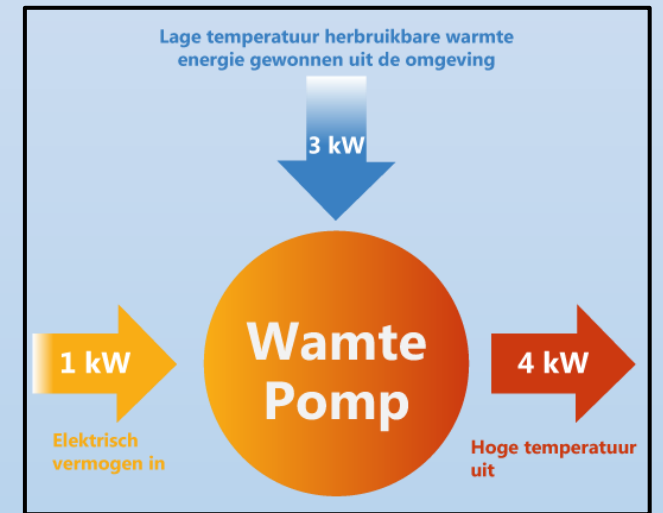 Lage temperatuur herbruikbare warmte
energie gewonnen uit de omgeving
3 kW
Wamte
Pomp
1 kW
4 kW
Elektrisch
vermogen in
Hoge temperatuur
uit